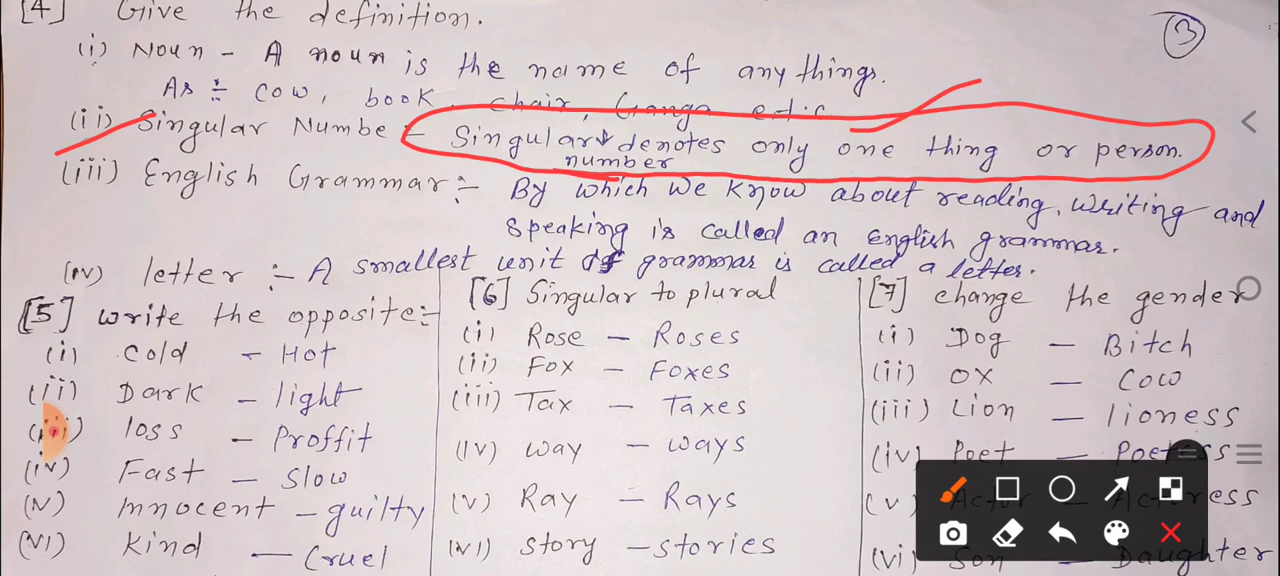 [4] Give the definition.
(3)
(i) Noun - A noun is the name of any things.
As :- cow, book, chair, Ganga etc.
(ii) Singular Numbe - Singular denotes only one thing or person.
number
(iii) English Grammar :- By which we know about reading, writing and
speaking is called an English grammar.
(iv) letter :- A smallest unit of grammar is called a letter.
[5] write the opposite :-
(i) Cold - Hot
(ii) Dark - light
loss - Proffit
(iv) Fast - Slow
(v) Innocent - guilty
(vi) Kind - Cruel
[6] Singular to plural
(i) Rose - Roses
(ii) Fox - Foxes
(iii) Tax - Taxes
(iv) way - ways
(v) Ray - Rays
(vi) story - stories
[7] change the gender
(i) Dog - Bitch
(ii) ox - Cow
(iii) Lion - lioness
(iv) Poet - Poetess
(v) Actor - Actress
(vi) Son - Daughter